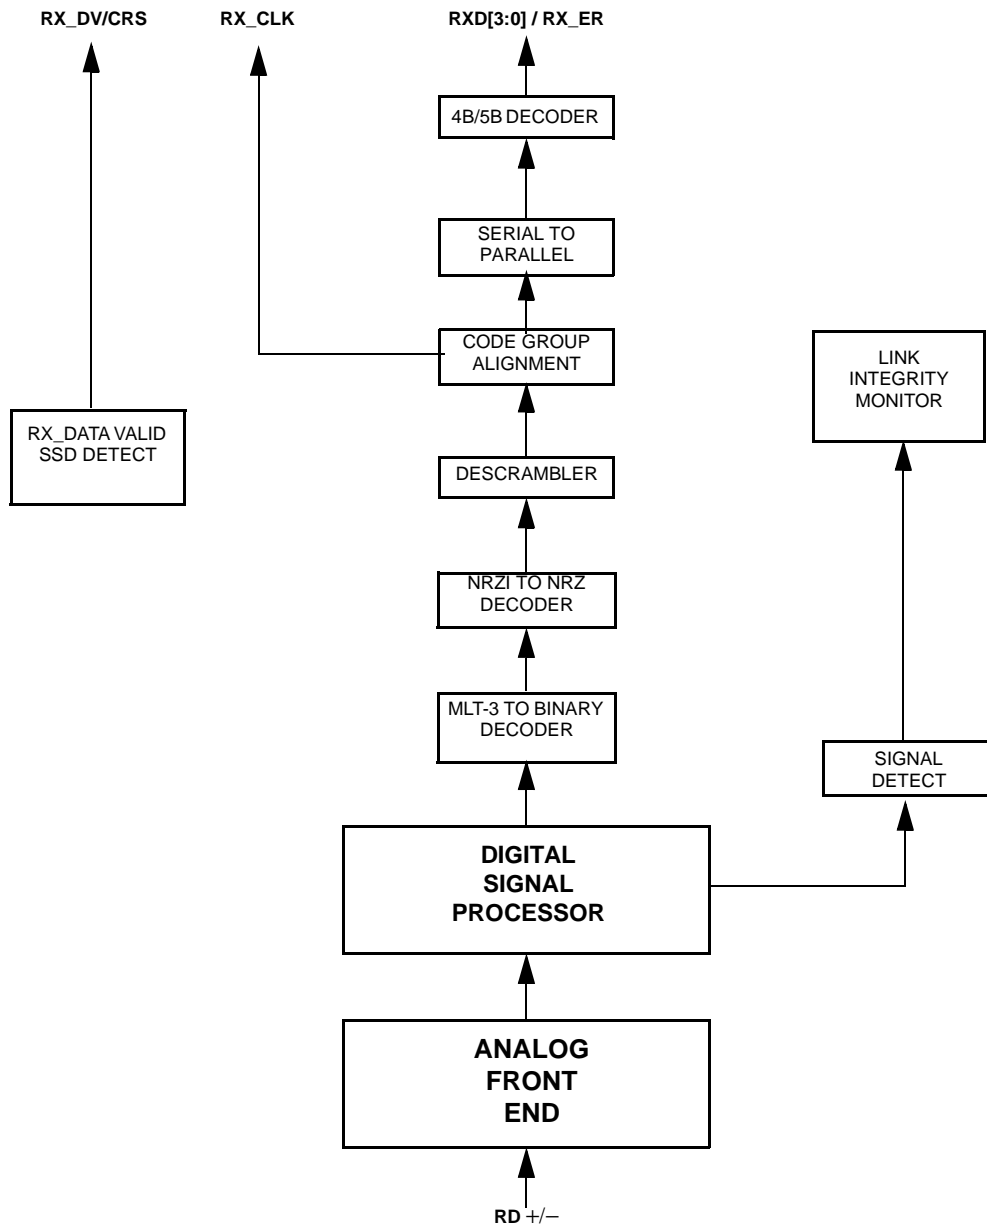 RX_DV/CRS
RX_CLK
RXD[3:0] / RX_ER
4B/5B DECODER
SERIAL TO
PARALLEL
CODE GROUP
ALIGNMENT
LINK
INTEGRITY
MONITOR
RX_DATA VALID
SSD DETECT
DESCRAMBLER
NRZI TO NRZ
DECODER
MLT-3 TO BINARY
DECODER
SIGNAL
DETECT
DIGITAL
SIGNAL
PROCESSOR
ANALOG
FRONT
END
RD +/−